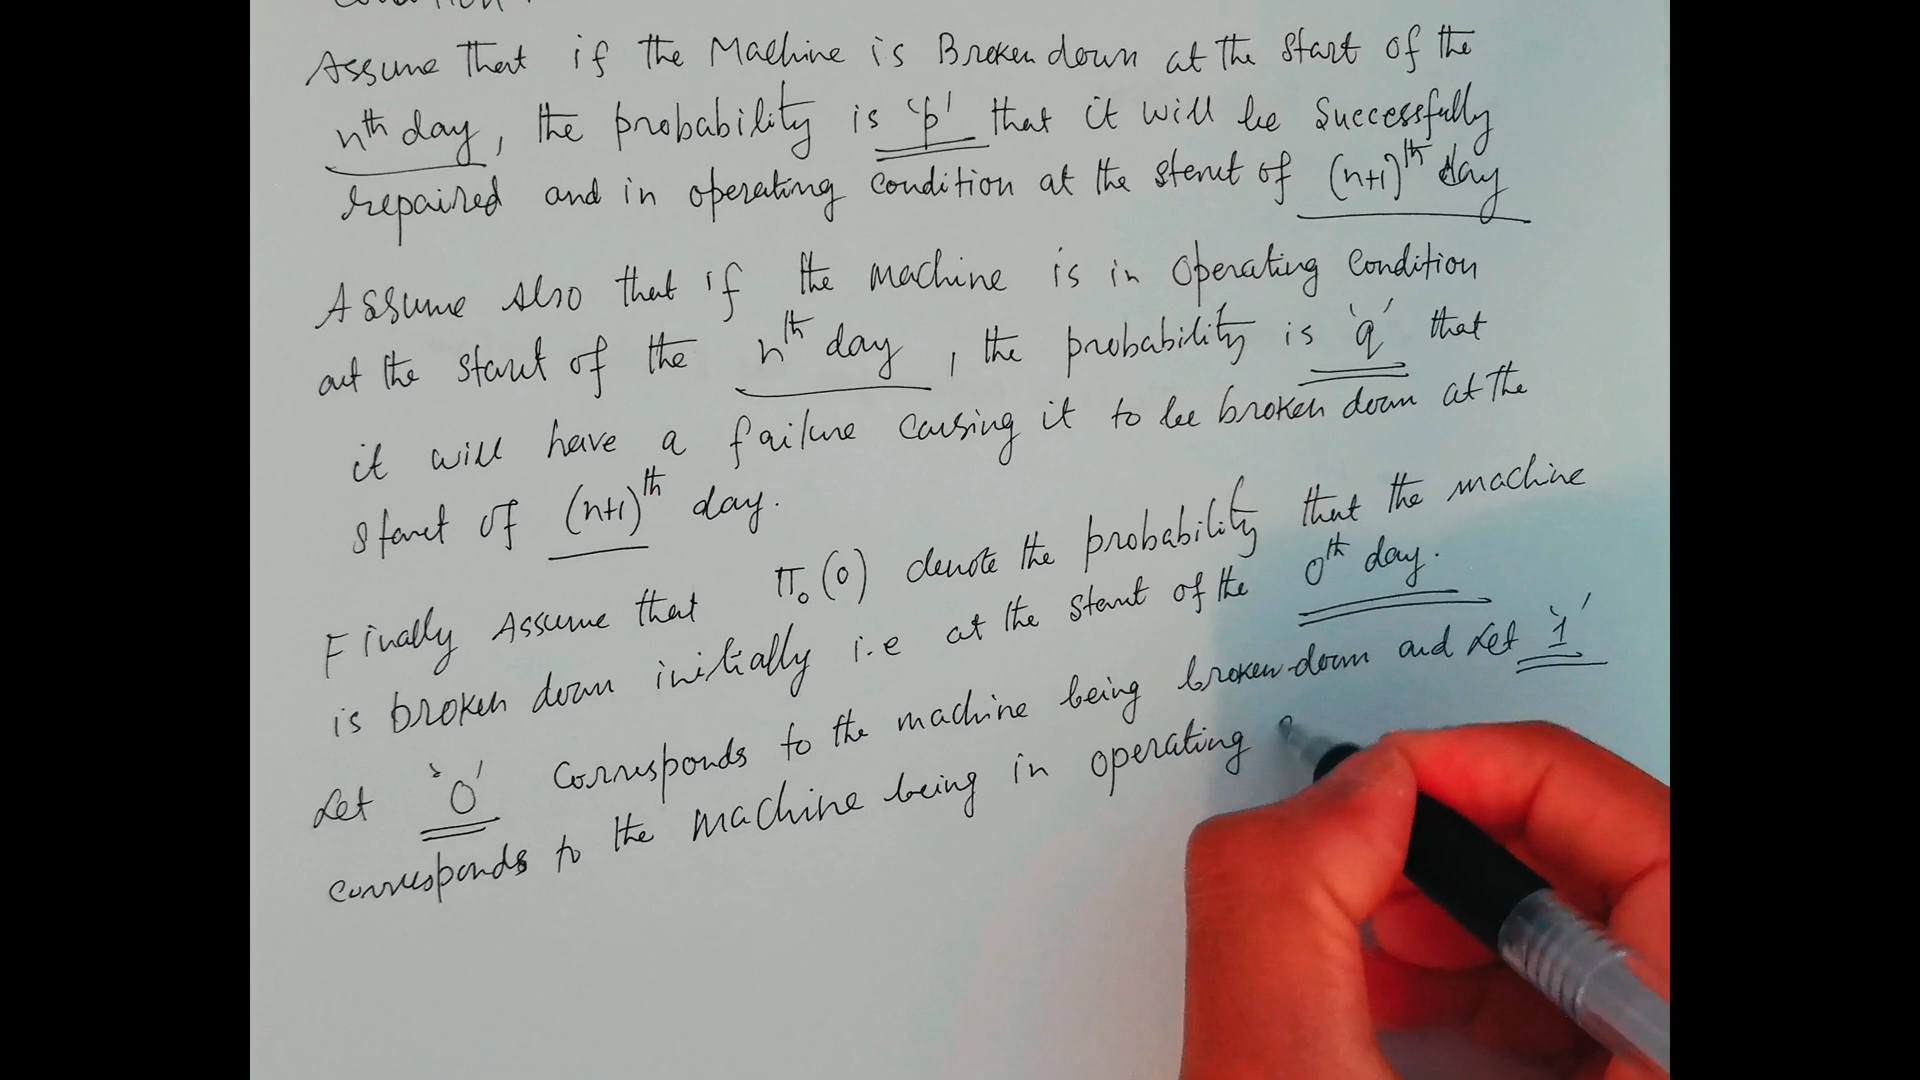 Condition.
Assume that if the Machine is Broken down at the start of the
nth day, the probability is 'p' that it will be successfully
repaired and in operating condition at the start of (n+1)th day
Assume also that if the machine is in operating condition
at the start of the nth day, the probability is 'q' that
it will have a failure causing it to be broken down at the
start of (n+1)th day.
Finally Assume that π₀(0) denote the probability that the machine
is broken down initially i.e at the start of the 0th day.
Let '0' corresponds to the machine being broken-down and Let '1'
corresponds to the machine being in operating